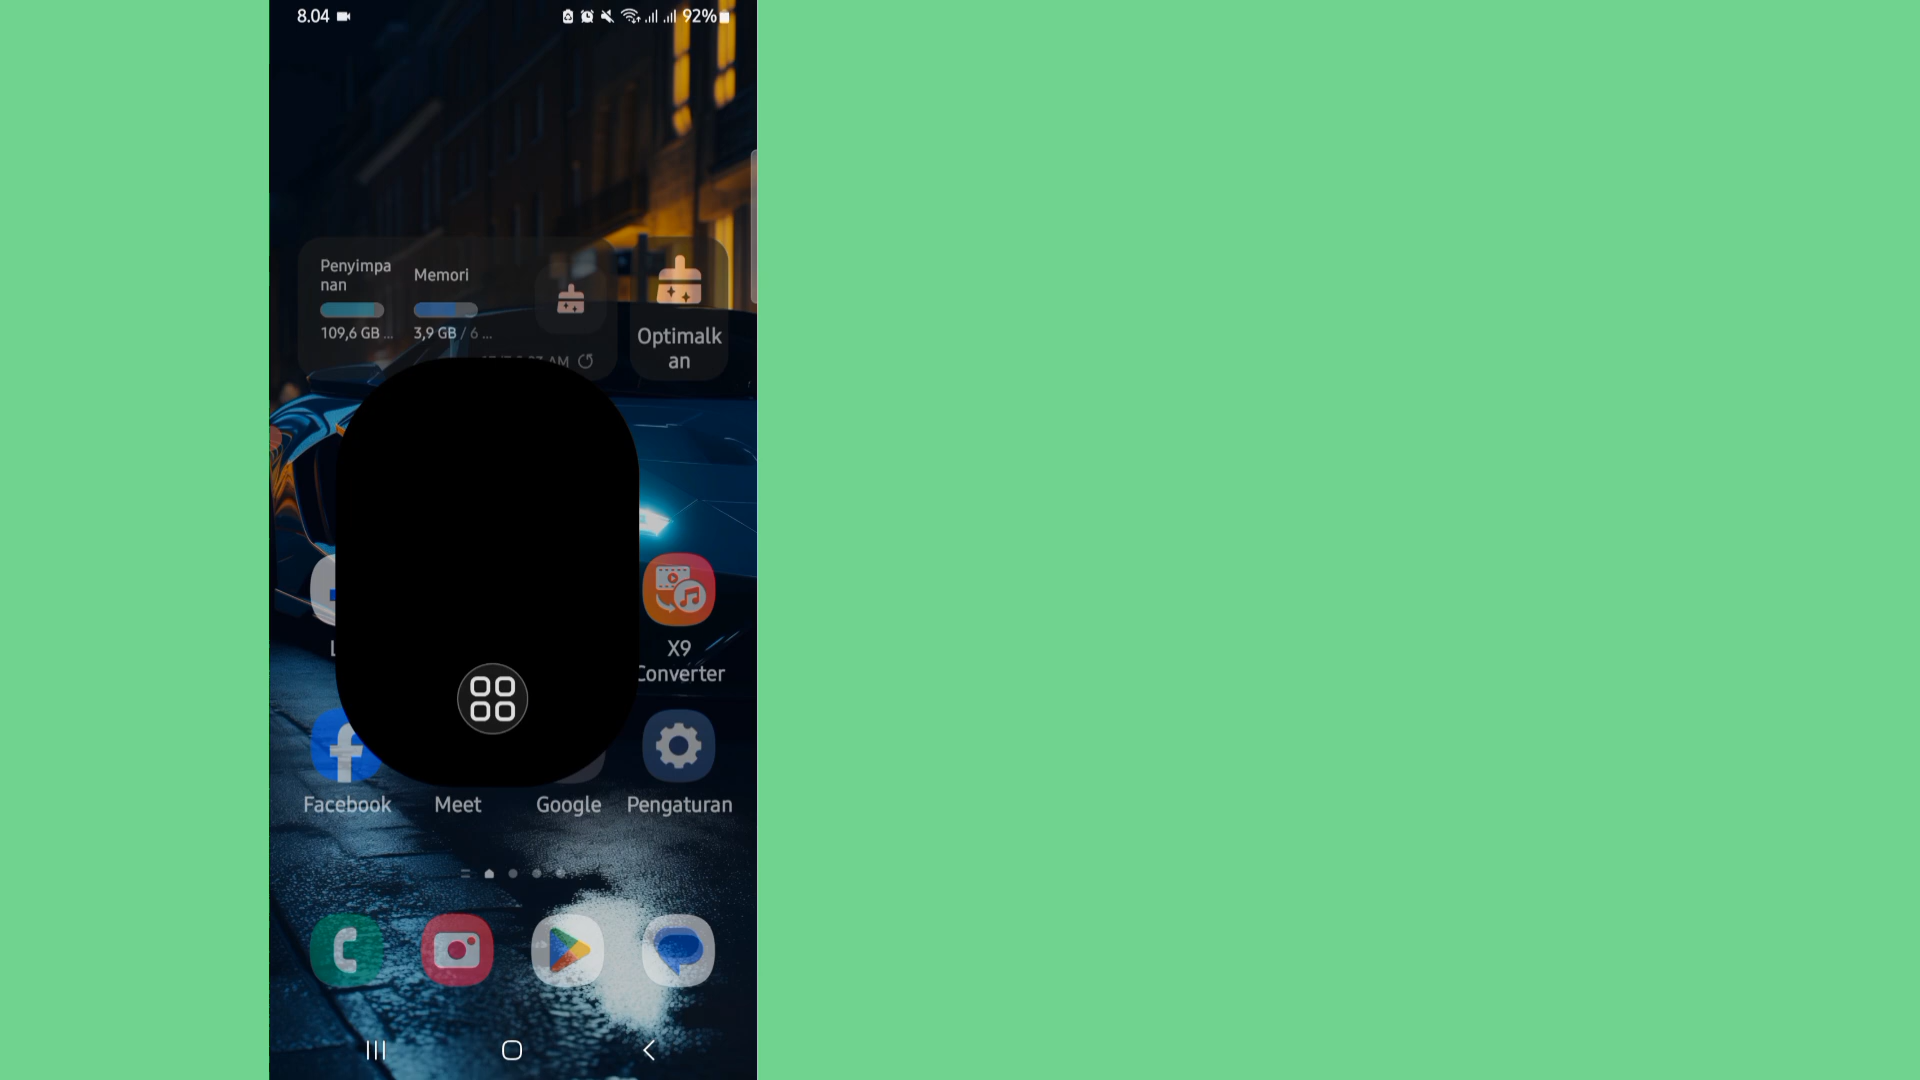 8.04
92%
Penyimpa
nan
Memori
109,6 GB ...
3,9 GB / 6 ...
AM
Optimalk
an
X9
Converter
Facebook
Meet
Google
Pengaturan